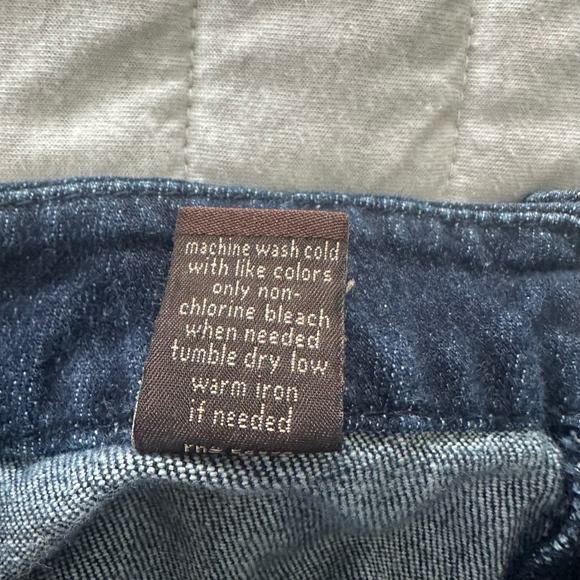 machine wash cold
with like colors
only non-
chlorine bleach
when needed
tumble dry low
warm iron
if needed